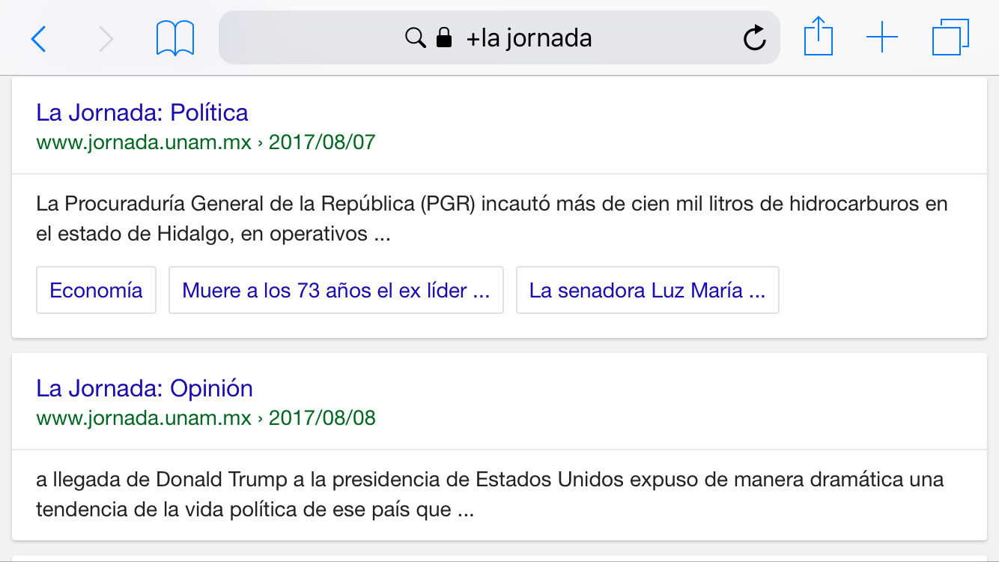 +la jornada
La Jornada: Política
www.jornada.unam.mx › 2017/08/07
La Procuraduría General de la República (PGR) incautó más de cien mil litros de hidrocarburos en
el estado de Hidalgo, en operativos ...
Economía
Muere a los 73 años el ex líder ...
La senadora Luz María ...
La Jornada: Opinión
www.jornada.unam.mx › 2017/08/08
a llegada de Donald Trump a la presidencia de Estados Unidos expuso de manera dramática una
tendencia de la vida política de ese país que ...